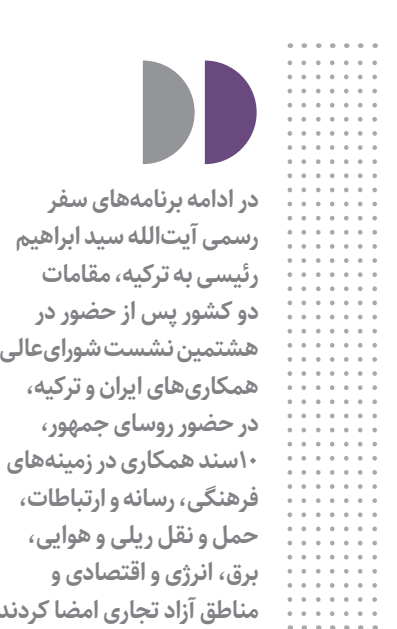 در ادامه برنامه‌های سفر
رسمی آیت‌الله سید ابراهیم
رئیسی به ترکیه، مقامات
دو کشور پس از حضور در
هشتمین نشست شورای‌عالی
همکاری‌های ایران و ترکیه،
در حضور روسای جمهور،
۱۰سند همکاری در زمینه‌های
فرهنگی، رسانه و ارتباطات،
حمل و نقل ریلی و هوایی،
برق، انرژی و اقتصادی و
مناطق آزاد تجاری امضا کردند